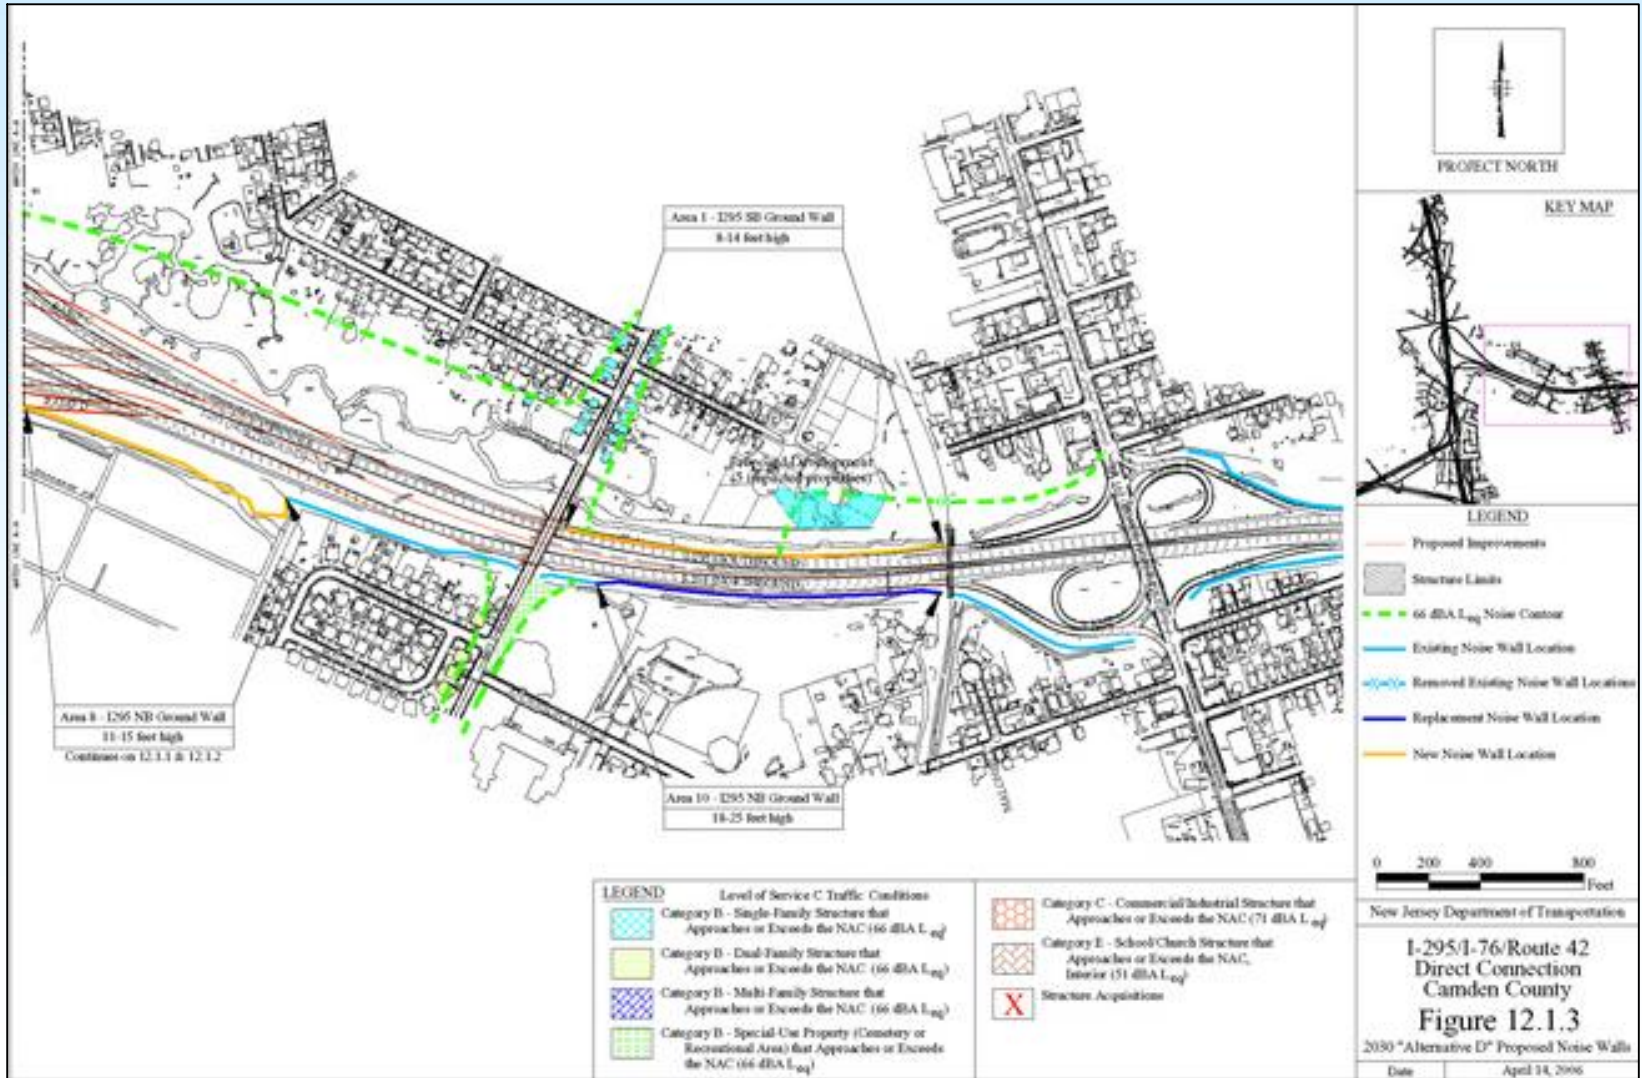 PROJECT NORTH
KEY MAP
Area 1 - I295 SB Ground Wall
8-14 feet high
Area 8 - I295 NB Ground Wall
11-15 feet high
Continues on 12.1.1 & 12.1.2
Area 10 - I295 NB Ground Wall
18-25 feet high
Development
(5 impacted properties)
LEGEND
Proposed Improvements
Structure Limits
66 dBA Leq Noise Contour
Existing Noise Wall Location
Removed Existing Noise Wall Locations
Replacement Noise Wall Location
New Noise Wall Location
0 200 400 800
Feet
New Jersey Department of Transportation
I-295/I-76/Route 42
Direct Connection
Camden County
Figure 12.1.3
2030 "Alternative D" Proposed Noise Walls
Date April 14, 2006
LEGEND Level of Service C Traffic Conditions
Category B - Single-Family Structure that
Approaches or Exceeds the NAC (66 dBA Leq)
Category B - Dual-Family Structure that
Approaches or Exceeds the NAC (66 dBA Leq)
Category B - Multi-Family Structure that
Approaches or Exceeds the NAC (66 dBA Leq)
Category B - Special-Use Property (Cemetery or
Recreational Area) that Approaches or Exceeds
the NAC (66 dBA Leq)
Category C - Commercial/Industrial Structure that
Approaches or Exceeds the NAC (71 dBA Leq)
Category E - School/Church Structure that
Approaches or Exceeds the NAC,
Interior (51 dBA Leq)
X Structure Acquisitions